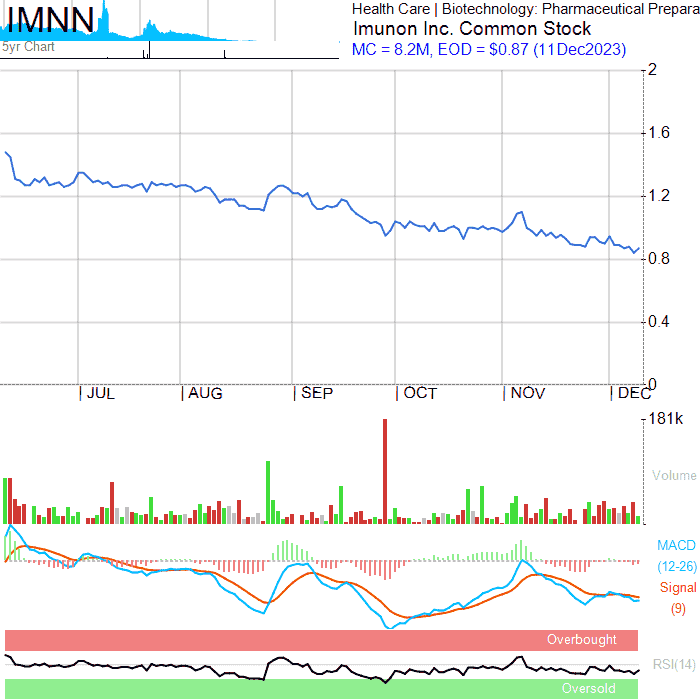 IMNN
5yr Chart
Health Care | Biotechnology: Pharmaceutical Prepara
Imunon Inc. Common Stock
MC = 8.2M, EOD = $0.87 (11Dec2023)
2
1.6
1.2
0.8
0.4
0
JUL
AUG
SEP
OCT
NOV
DEC
181k
Volume
MACD
(12-26)
Signal
(9)
Overbought
RSI(14)
Oversold